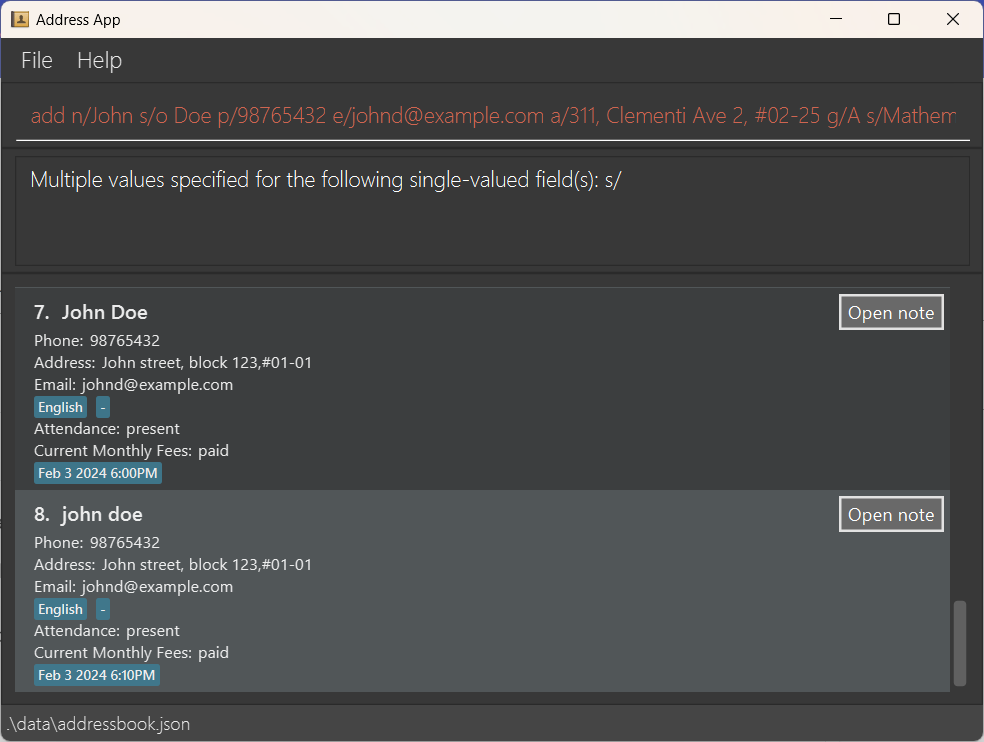 Address App
File Help
add n/John s/o Doe p/98765432 e/johnd@example.com a/311, Clementi Ave 2, #02-25 g/A s/Mathem
Multiple values specified for the following single-valued field(s): s/
7. John Doe
Open note
Phone: 98765432
Address: John street, block 123,#01-01
Email: johnd@example.com
English -
Attendance: present
Current Monthly Fees: paid
Feb 3 2024 6:00PM
8. john doe
Open note
Phone: 98765432
Address: John street, block 123,#01-01
Email: johnd@example.com
English -
Attendance: present
Current Monthly Fees: paid
Feb 3 2024 6:10PM
.\data\addressbook.json